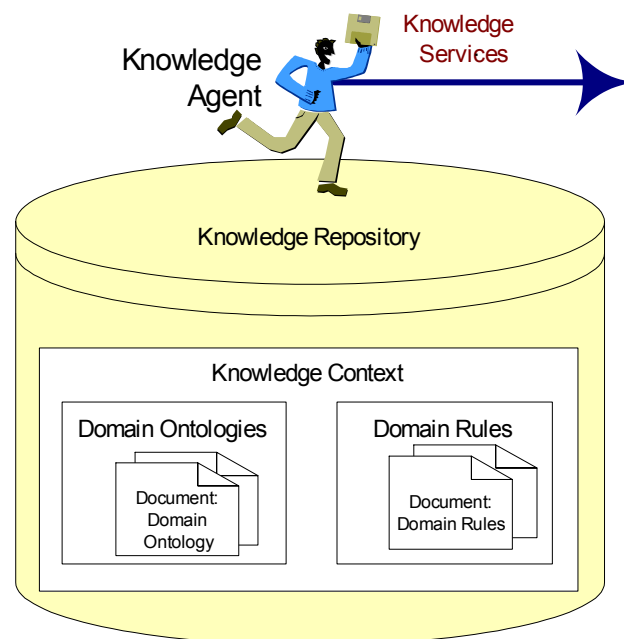 Knowledge
Services
Knowledge
Agent
Knowledge Repository
Knowledge Context
Domain Ontologies
Document:
Domain
Ontology
Domain Rules
Document:
Domain Rules